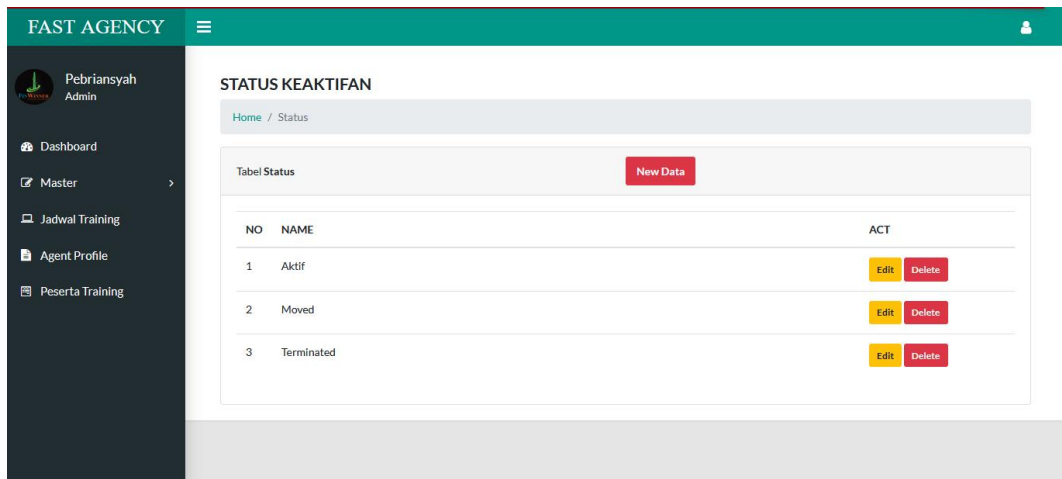 FAST AGENCY
Pebriansyah
Admin
Dashboard
Master
Jadwal Training
Agent Profile
Peserta Training
STATUS KEAKTIFAN
Home / Status
Tabel Status New Data
NO NAME ACT
1 Aktif Edit Delete
2 Moved Edit Delete
3 Terminated Edit Delete